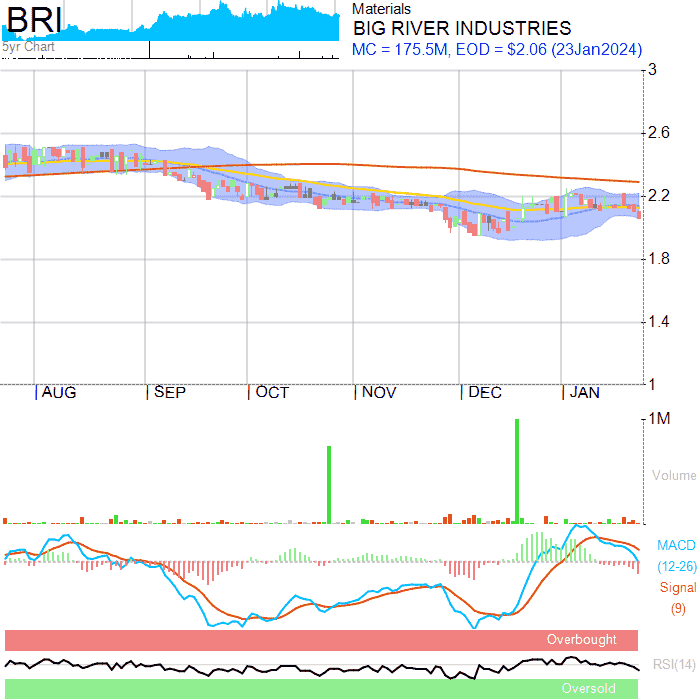 BRI
5yr Chart
Materials
BIG RIVER INDUSTRIES
MC = 175.5M, EOD = $2.06 (23Jan2024)
3
2.6
2.2
1.8
1.4
1
|AUG |SEP |OCT |NOV |DEC |JAN
1M
Volume
MACD
(12-26)
Signal
(9)
Overbought
RSI(14)
Oversold